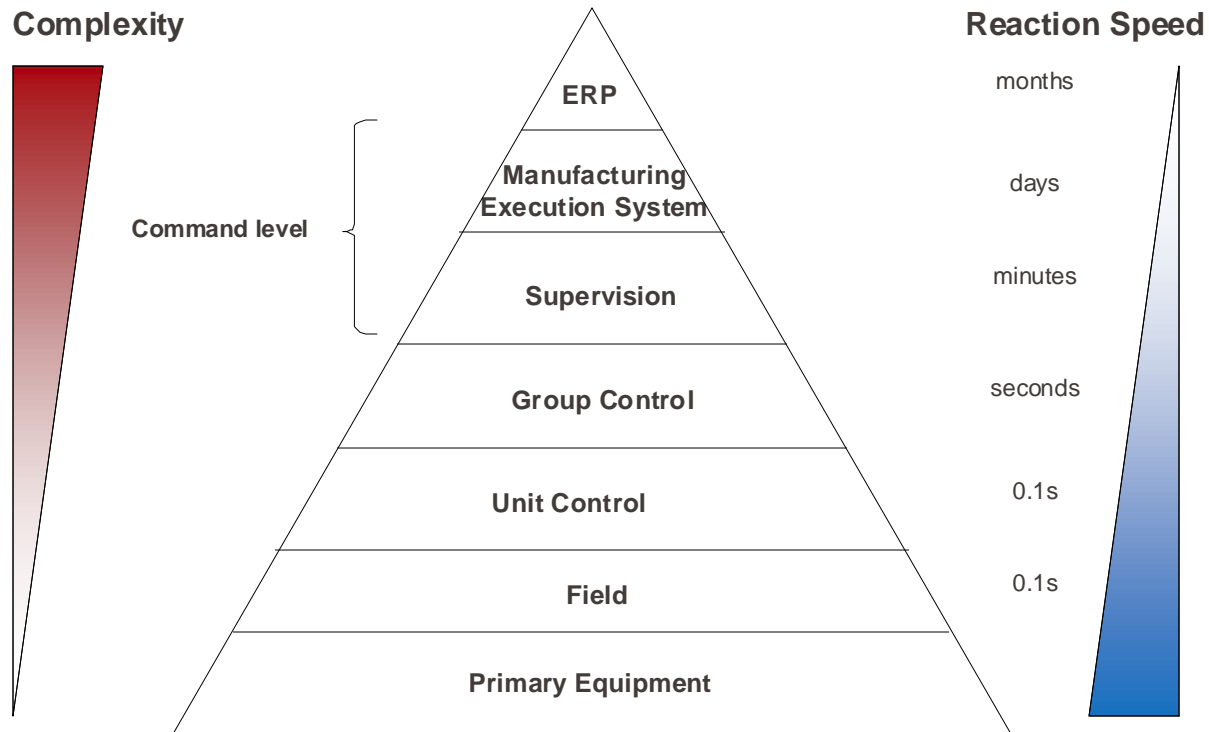 Complexity
Reaction Speed
months
ERP
Manufacturing
Execution System
days
Command level
minutes
Supervision
seconds
Group Control
0.1s
Unit Control
0.1s
Field
Primary Equipment